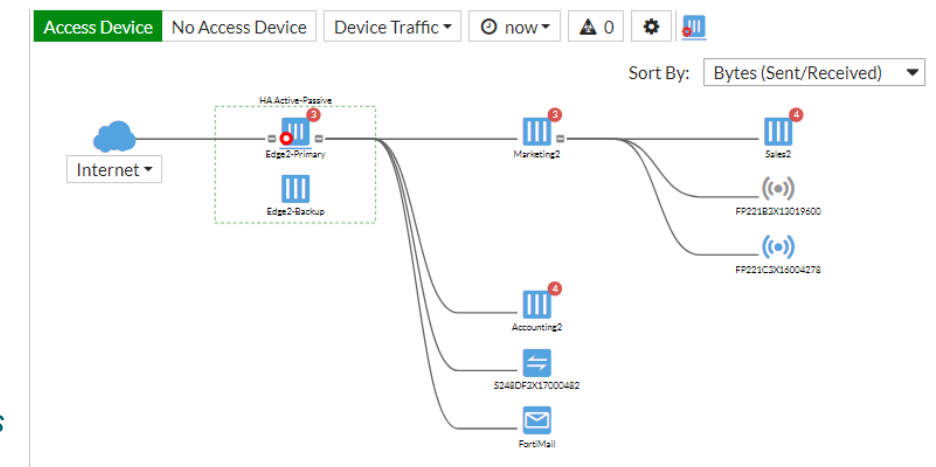 Access Device No Access Device Device Traffic now 0
Sort By: Bytes (Sent/Received)
HA Active-Passive
3
3
4
Edge2-Primary
Marketing2
Sales2
Internet
Edge2-Backup
FP221B3X13019600
FP221C3X16004278
4
Accounting2
S248DF3X17000482
s
FortiMail